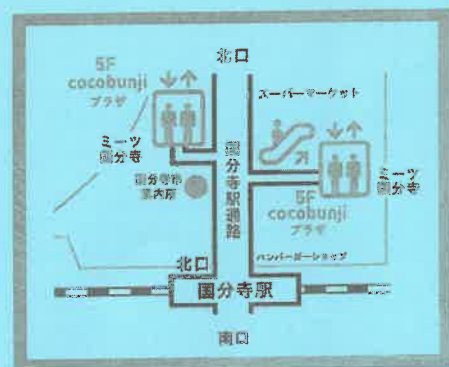 北口
5F
cocobunji
プラザ
スーパーマーケット
ミーツ
国分寺
国分寺駅通路
ミーツ
国分寺
国分寺市
案内所
5F
cocobunji
プラザ
北口
ハンバーガーショップ
国分寺駅
南口